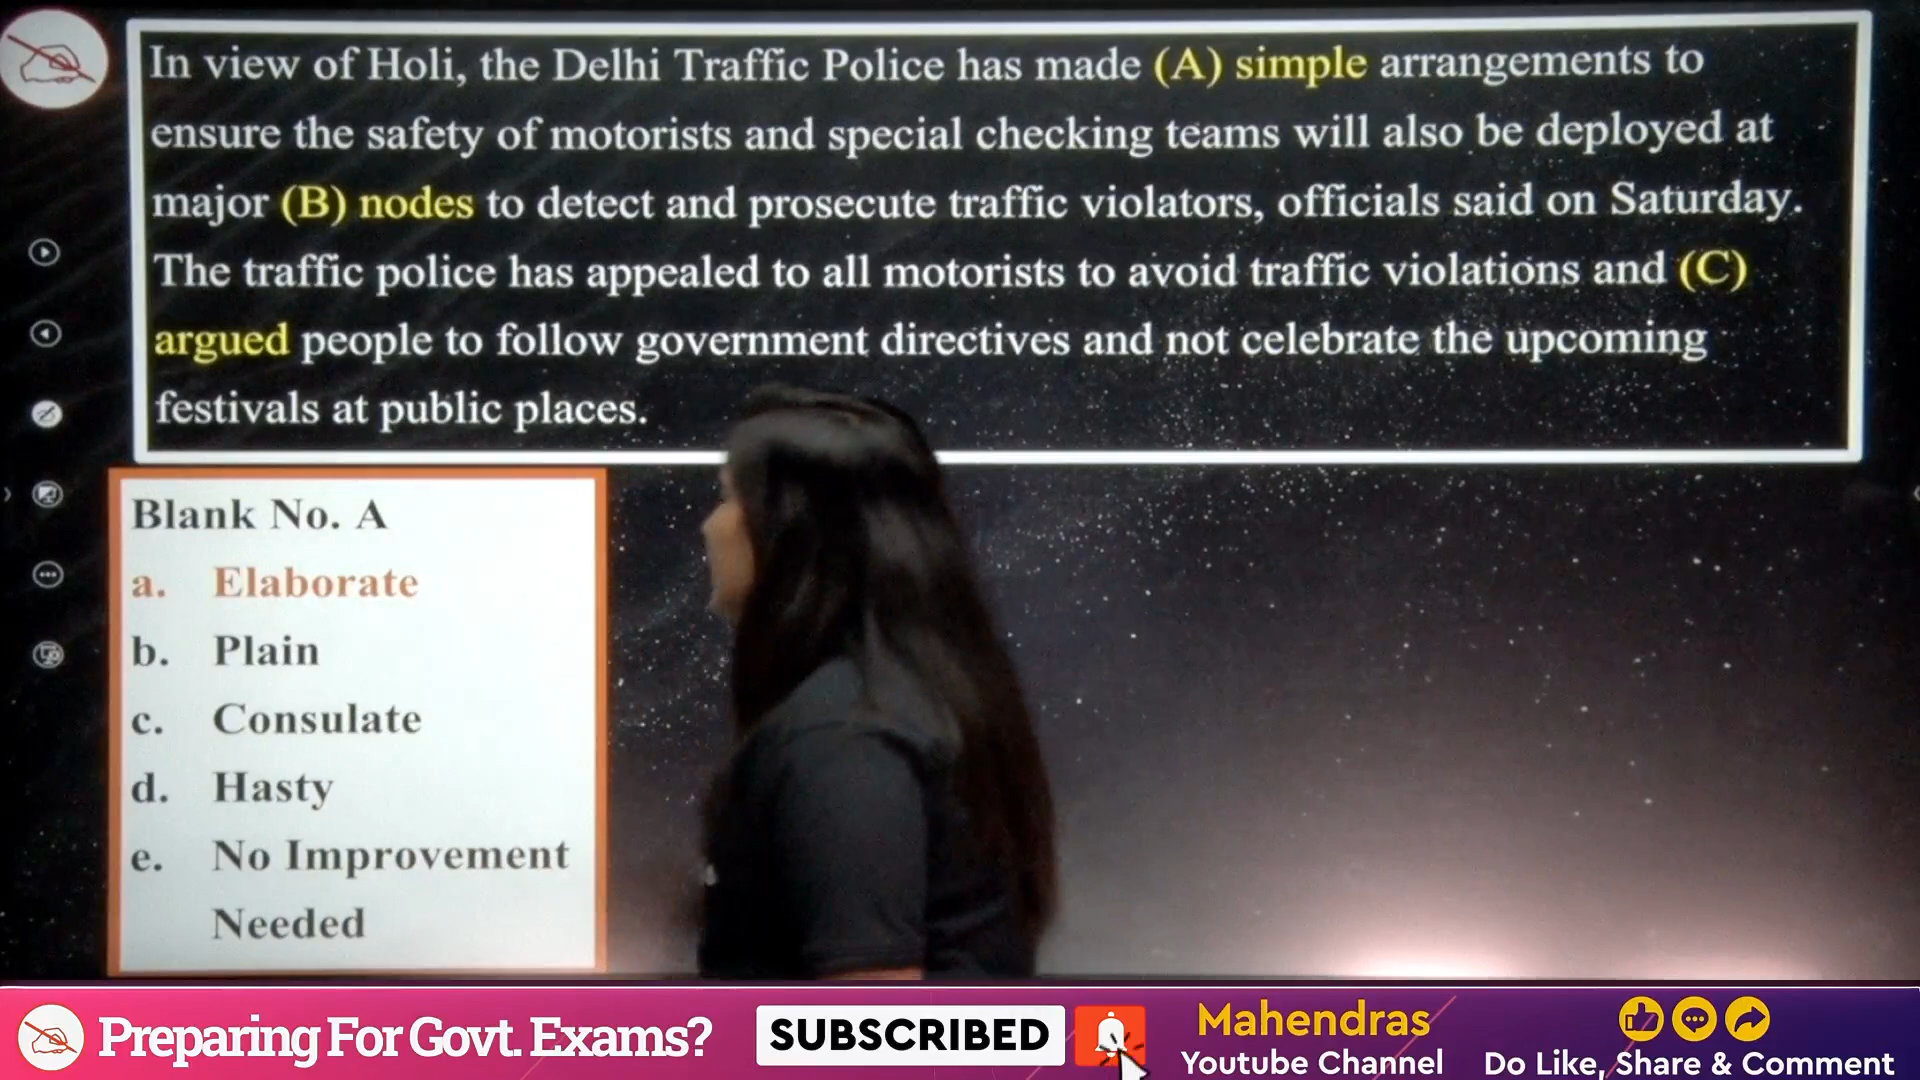 In view of Holi, the Delhi Traffic Police has made (A) simple arrangements to
ensure the safety of motorists and special checking teams will also be deployed at
major (B) nodes to detect and prosecute traffic violators, officials said on Saturday.
The traffic police has appealed to all motorists to avoid traffic violations and (C)
argued people to follow government directives and not celebrate the upcoming
festivals at public places.
Blank No. A
a. Elaborate
b. Plain
c. Consulate
d. Hasty
e. No Improvement
Needed
Preparing For Govt. Exams?
SUBSCRIBED
Mahendras
Youtube Channel
Do Like, Share & Comment